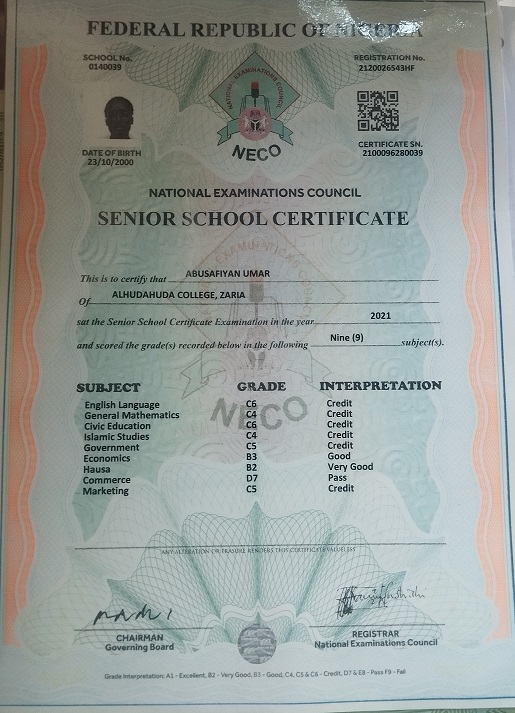 FEDERAL REPUBLIC OF NIGERIA
SCHOOL No.
0140039
REGISTRATION No.
2120026543HF
NATIONAL EXAMINATIONS COUNCIL
NECO
DATE OF BIRTH
23/10/2000
CERTIFICATE SN.
2100096280039
NATIONAL EXAMINATIONS COUNCIL
SENIOR SCHOOL CERTIFICATE
This is to certify that ABUSAFIYAN UMAR
Of ALHUDAHUDA COLLEGE, ZARIA
sat the Senior School Certificate Examination in the year 2021
and scored the grade(s) recorded below in the following Nine (9) subject(s).
SUBJECT GRADE INTERPRETATION
English Language C6 Credit
General Mathematics C4 Credit
Civic Education C6 Credit
Islamic Studies C4 Credit
Government C5 Credit
Economics B3 Good
Hausa B2 Very Good
Commerce D7 Pass
Marketing C5 Credit
NECO
ANY ALTERATION OR ERASURE RENDERS THIS CERTIFICATE VALUELESS
CHAIRMAN
Governing Board
REGISTRAR
National Examinations Council
Grade Interpretation: A1 - Excellent, B2 - Very Good, B3 - Good, C4, C5 & C6 - Credit, D7 & E8 - Pass F9 - Fail